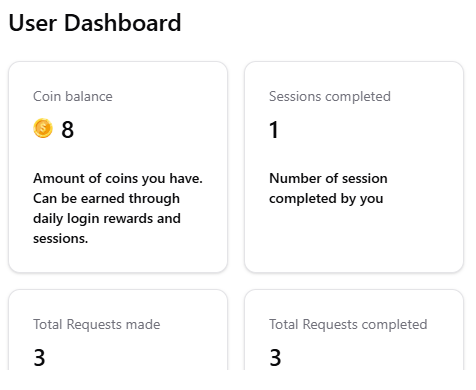 User Dashboard
Coin balance
8
Amount of coins you have.
Can be earned through
daily login rewards and
sessions.
Sessions completed
1
Number of session
completed by you
Total Requests made
3
Total Requests completed
3